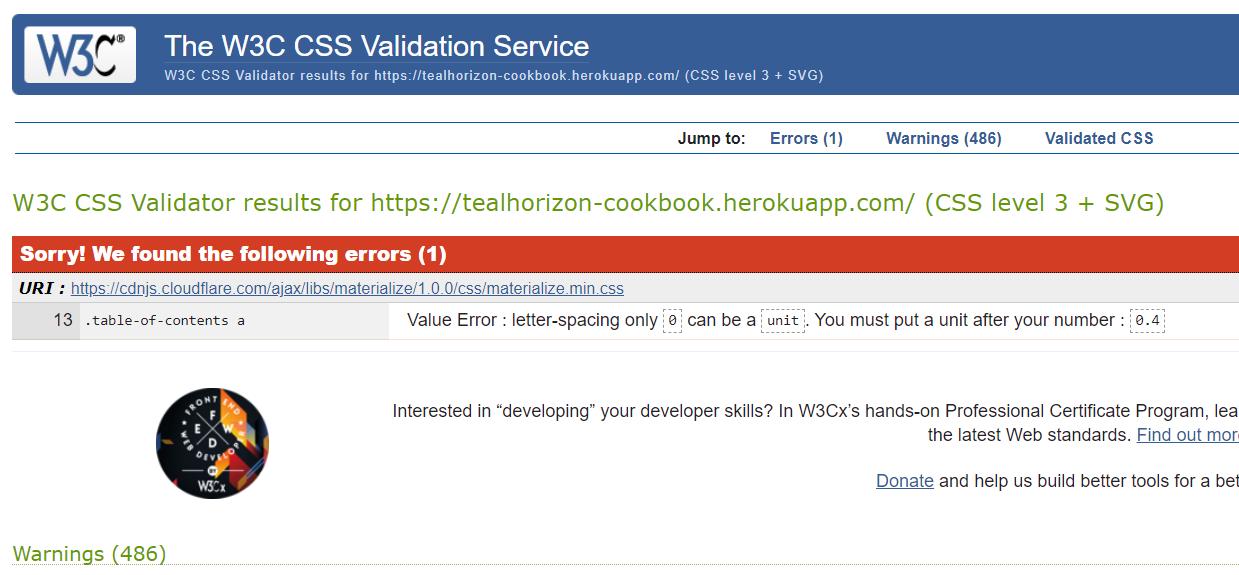 W3C®
The W3C CSS Validation Service
W3C CSS Validator results for https://tealhorizon-cookbook.herokuapp.com/ (CSS level 3 + SVG)
Jump to: Errors (1) Warnings (486) Validated CSS
W3C CSS Validator results for https://tealhorizon-cookbook.herokuapp.com/ (CSS level 3 + SVG)
Sorry! We found the following errors (1)
URI : https://cdnjs.cloudflare.com/ajax/libs/materialize/1.0.0/css/materialize.min.css
13 .table-of-contents a Value Error : letter-spacing only 0 can be a unit. You must put a unit after your number : 0.4
FRONT END
F
E W
D
WEB DEVELOPER
W3Cx
Interested in “developing” your developer skills? In W3Cx’s hands-on Professional Certificate Program, lea
the latest Web standards. Find out mor
Donate and help us build better tools for a bet
Warnings (486)